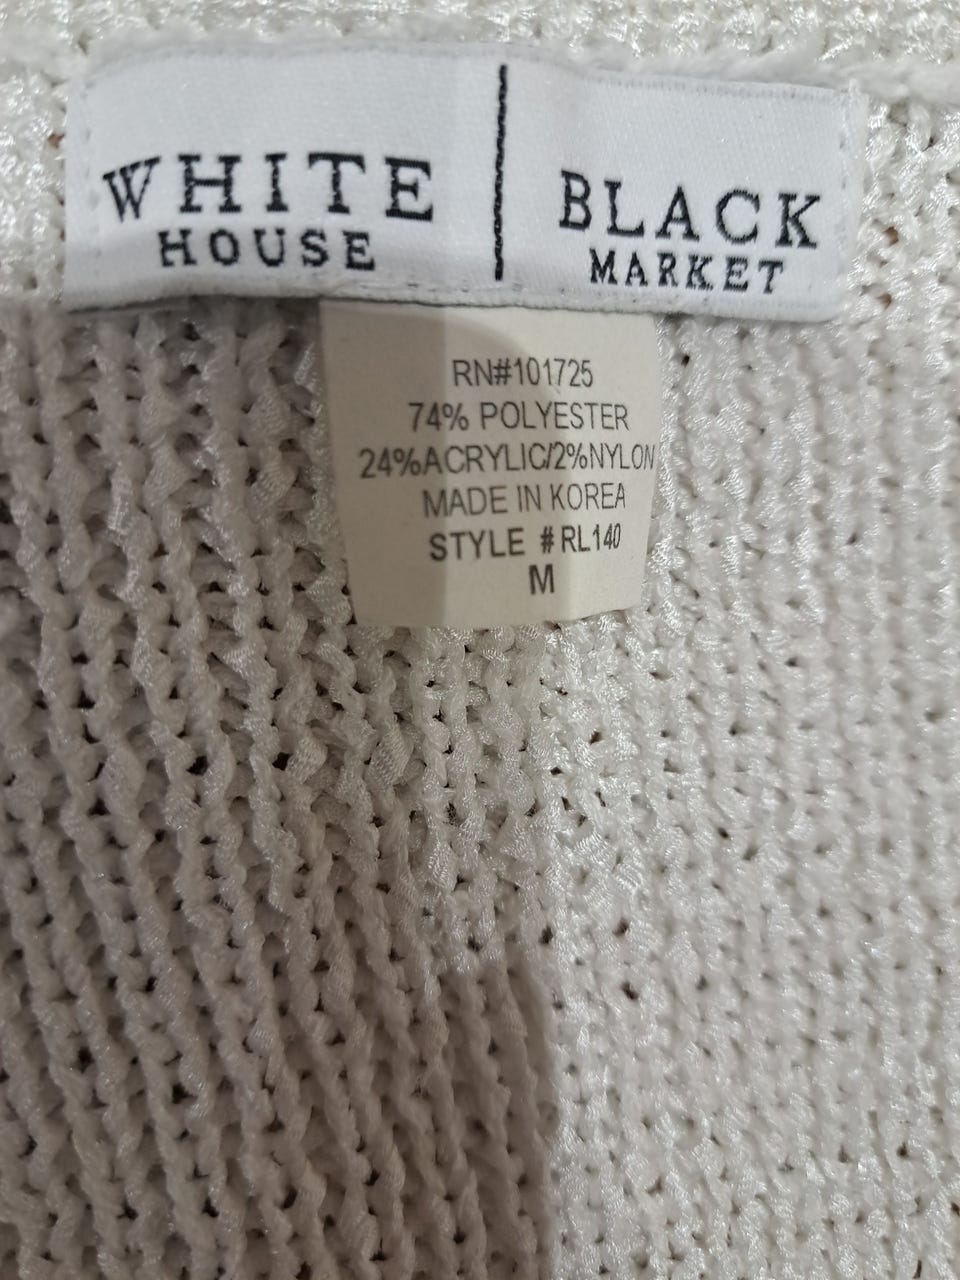 WHITE
HOUSE
BLACK
MARKET
RN#101725
74% POLYESTER
24%ACRYLIC/2%NYLON
MADE IN KOREA
STYLE #RL140
M